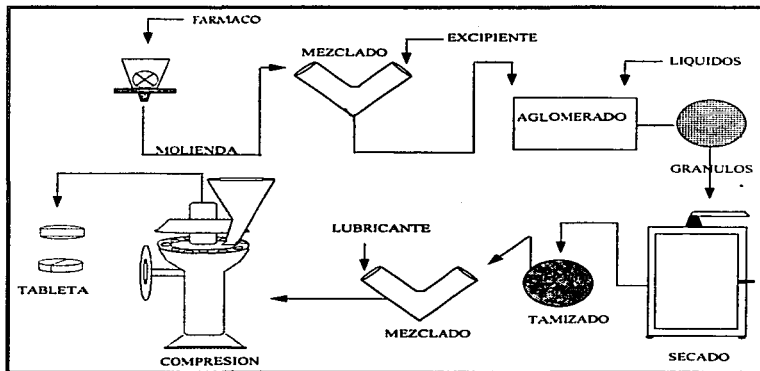 FARMACO
MEZCLADO
EXCIPIENTE
LIQUIDOS
AGLOMERADO
MOLIENDA
GRANULOS
LUBRICANTE
TABLETA
MEZCLADO
TAMIZADO
COMPRESION
SECADO